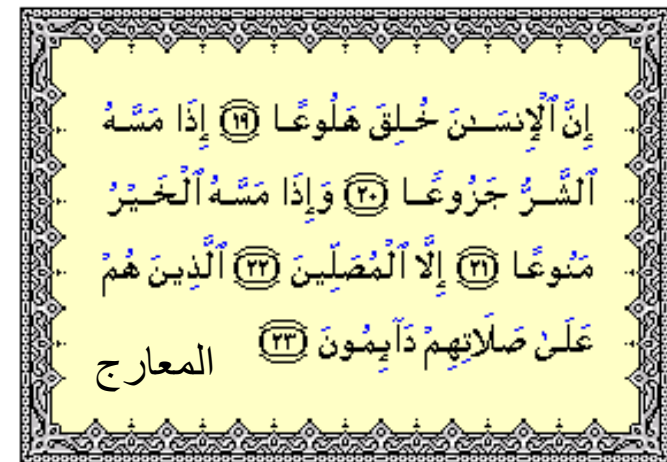 إِنَّ ٱلْإِنسَـٰنَ خُلِقَ هَلُوعًا ١٩ إِذَا مَسَّهُ
ٱلشَّرُّ جَزُوعًا ٢٠ وَإِذَا مَسَّهُ ٱلْخَيْرُ
مَنُوعًا ٢١ إِلَّا ٱلْمُصَلِّينَ ٢٢ ٱلَّذِينَ هُمْ
عَلَىٰ صَلَاتِهِمْ دَآئِمُونَ ٢٣ المعارج